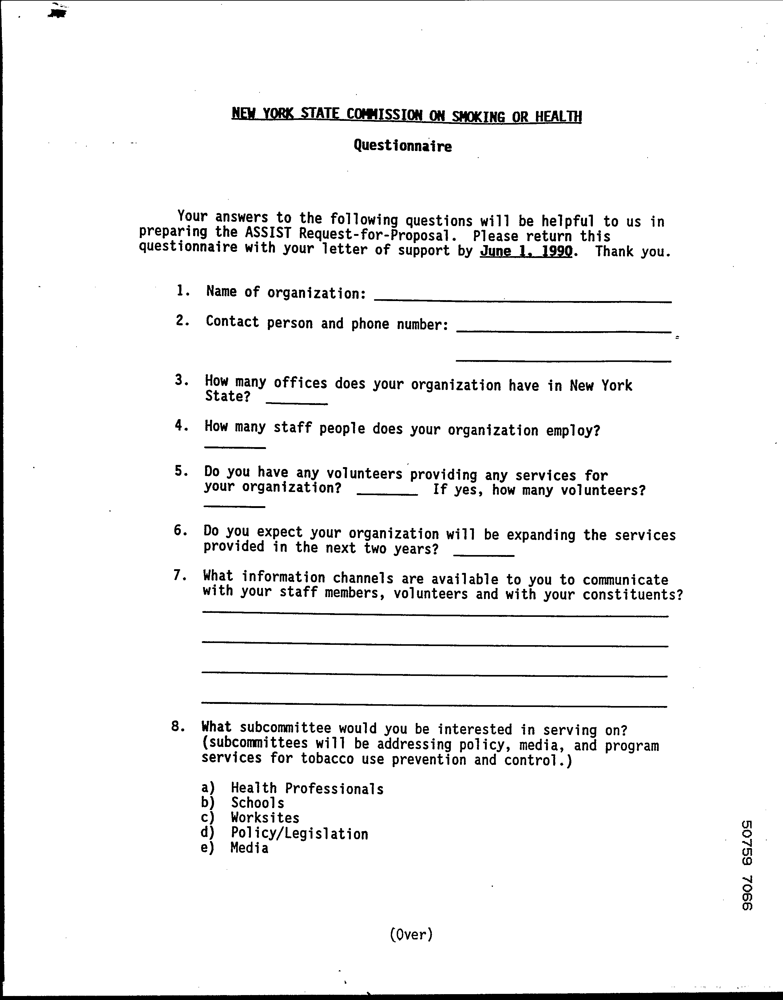 NEW YORK STATE COMMISSION ON SMOKING OR HEALTH
Questionnaire
Your answers to the following questions will be helpful to us in
preparing the ASSIST Request-for-Proposal. Please return this
questionnaire with your letter of support by June 1, 1990. Thank you.
1. Name of organization:
2. Contact person and phone number:
3. How many offices does your organization have in New York
State?
4. How many staff people does your organization employ?
5. Do you have any volunteers providing any services for
your organization? If yes, how many volunteers?
6. Do you expect your organization will be expanding the services
provided in the next two years?
7. What information channels are available to you to communicate
with your staff members, volunteers and with your constituents?
8. What subcommittee would you be interested in serving on?
(subcommittees will be addressing policy, media, and program
services for tobacco use prevention and control.)
a) Health Professionals
b) Schools
c) Worksites
d) Policy/Legislation
e) Media
(Over)
50759 7066